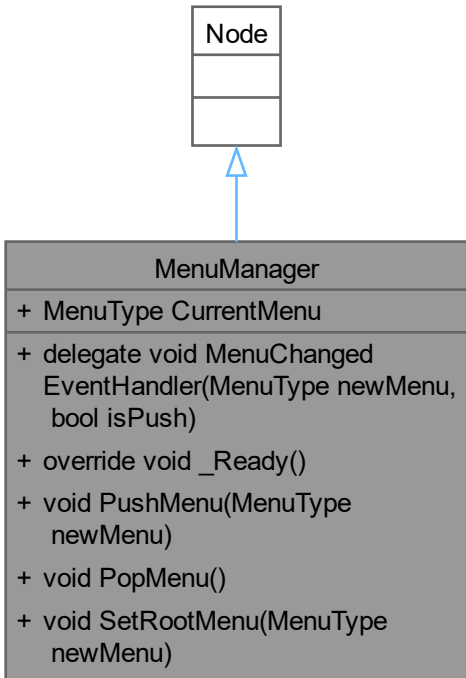 Node
MenuManager
+ MenuType CurrentMenu
+ delegate void MenuChanged
EventHandler(MenuType newMenu,
bool isPush)
+ override void _Ready()
+ void PushMenu(MenuType
newMenu)
+ void PopMenu()
+ void SetRootMenu(MenuType
newMenu)